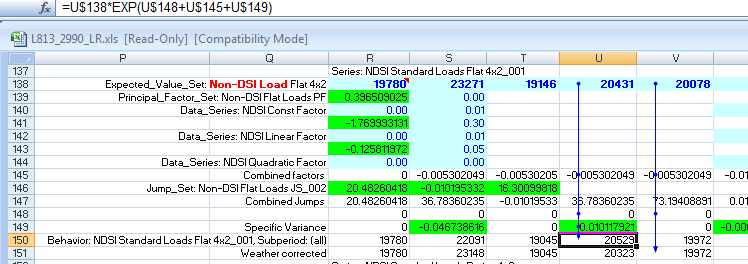 fx =U$138*EXP(U$148+U$145+U$149)
L813_2990_LR.xls [Read-Only] [Compatibility Mode]
P Q R S T U V
137 Series: NDSI Standard Loads Flat 4x2_001
138 Expected_Value_Set: Non-DSI Load Flat 4x2 19780 23271 19146 20431 20078
139 Principal_Factor_Set: Non-DSI Flat Loads PF 0.396509025 0.00
140 Data_Series: NDSI Const Factor 0.00 0.01
141 -1.769993131 0.30
142 Data_Series: NDSI Linear Factor 0.00 0.01
143 -0.125811972 0.05
144 Data_Series: NDSI Quadratic Factor 0.00 0.00
145 Combined factors 0 -0.005049429 -0.00530205 -0.005302049 -0.005302049 -0.01
146 Jump_Set: Non-DSI Flat Loads JS_002 20.48260418 -0.010195332 16.30099818
147 Combined Jumps 20.48260418 36.78360235 -0.01019533 36.78360235 73.19408891 0.01
148 0 0 0 0 0
149 Specific Variance 0 -0.046738616 0 0.010117921 0 -0.000
150 Behavior: NDSI Standard Loads Flat 4x2_001, Subperiod: (all) 19780 22091 19045 20529 19972
151 Weather corrected 19780 23148 19045 20323 19972